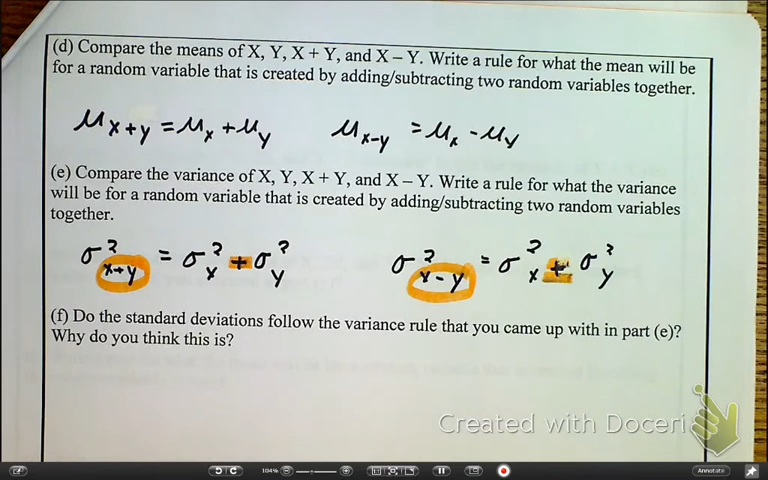 (d) Compare the means of X, Y, X + Y, and X – Y. Write a rule for what the mean will be
for a random variable that is created by adding/subtracting two random variables together.
μx+y = μx + μy   μx-y = μx - μy
(e) Compare the variance of X, Y, X + Y, and X – Y. Write a rule for what the variance
will be for a random variable that is created by adding/subtracting two random variables
together.
σ²x+y = σ²x + σ²y   σ²x-y = σ²x + σ²y
(f) Do the standard deviations follow the variance rule that you came up with in part (e)?
Why do you think this is?
Created with Doceri
104%
Annotate